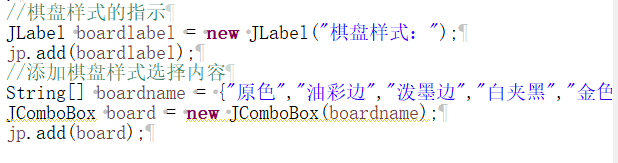 //棋盘样式的指示
JLabel boardlabel = new JLabel("棋盘样式：");
jp.add(boardlabel);
//添加棋盘样式选择内容
String[] boardname = {"原色","油彩边","泼墨边","白夹黑","金色
JComboBox board = new JComboBox(boardname);
jp.add(board);